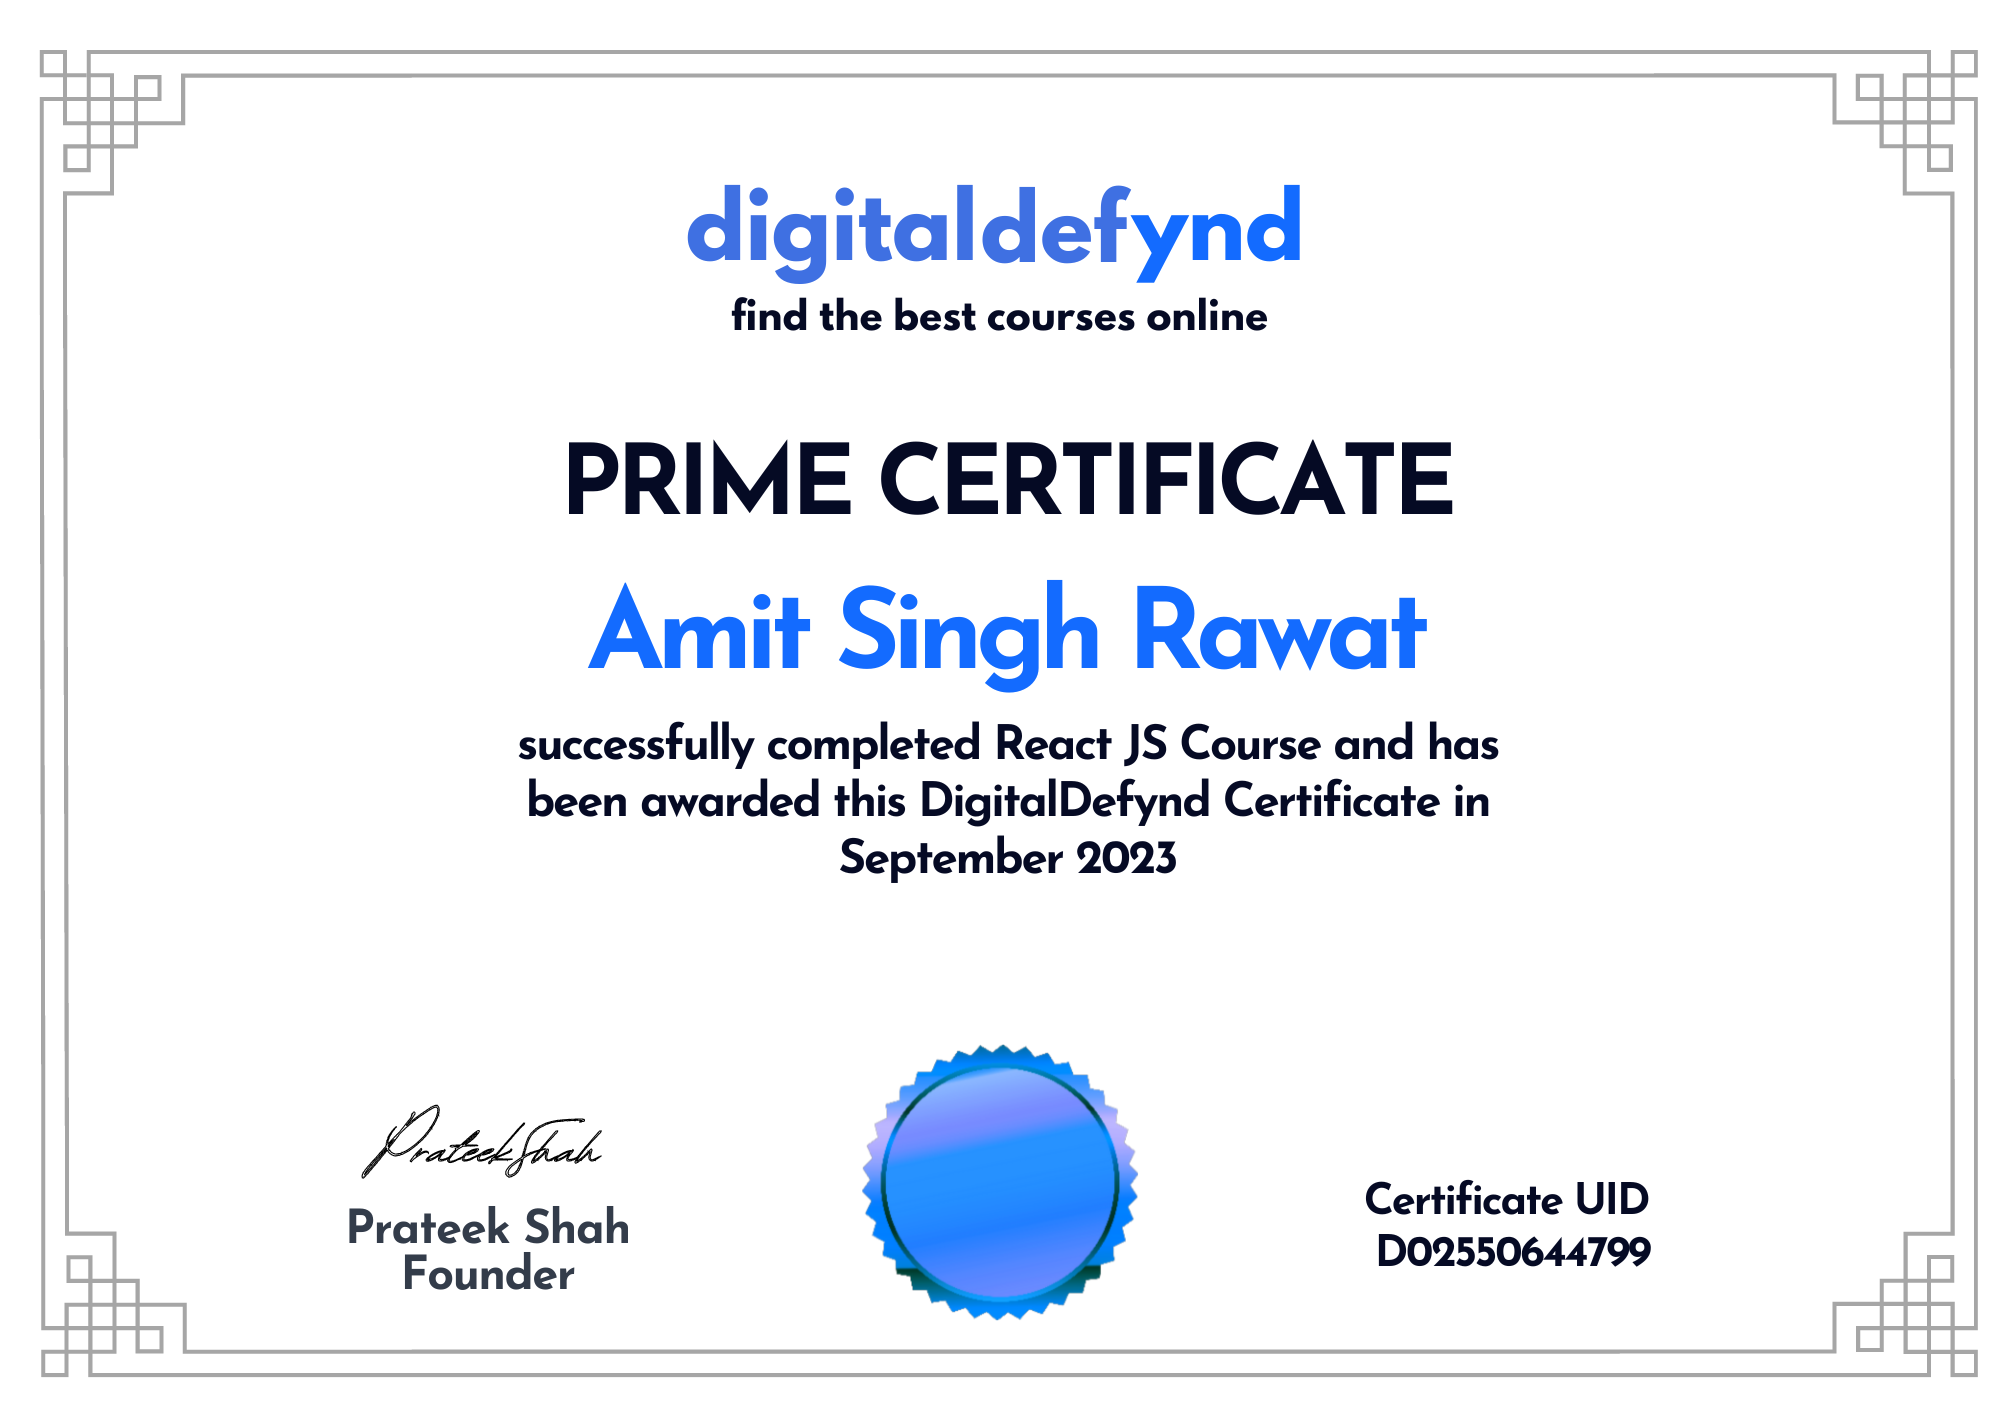 digitaldefynd
find the best courses online
PRIME CERTIFICATE
Amit Singh Rawat
successfully completed React JS Course and has
been awarded this DigitalDefynd Certificate in
September 2023
Prateek Shah
Prateek Shah
Founder
Certificate UID
D02550644799